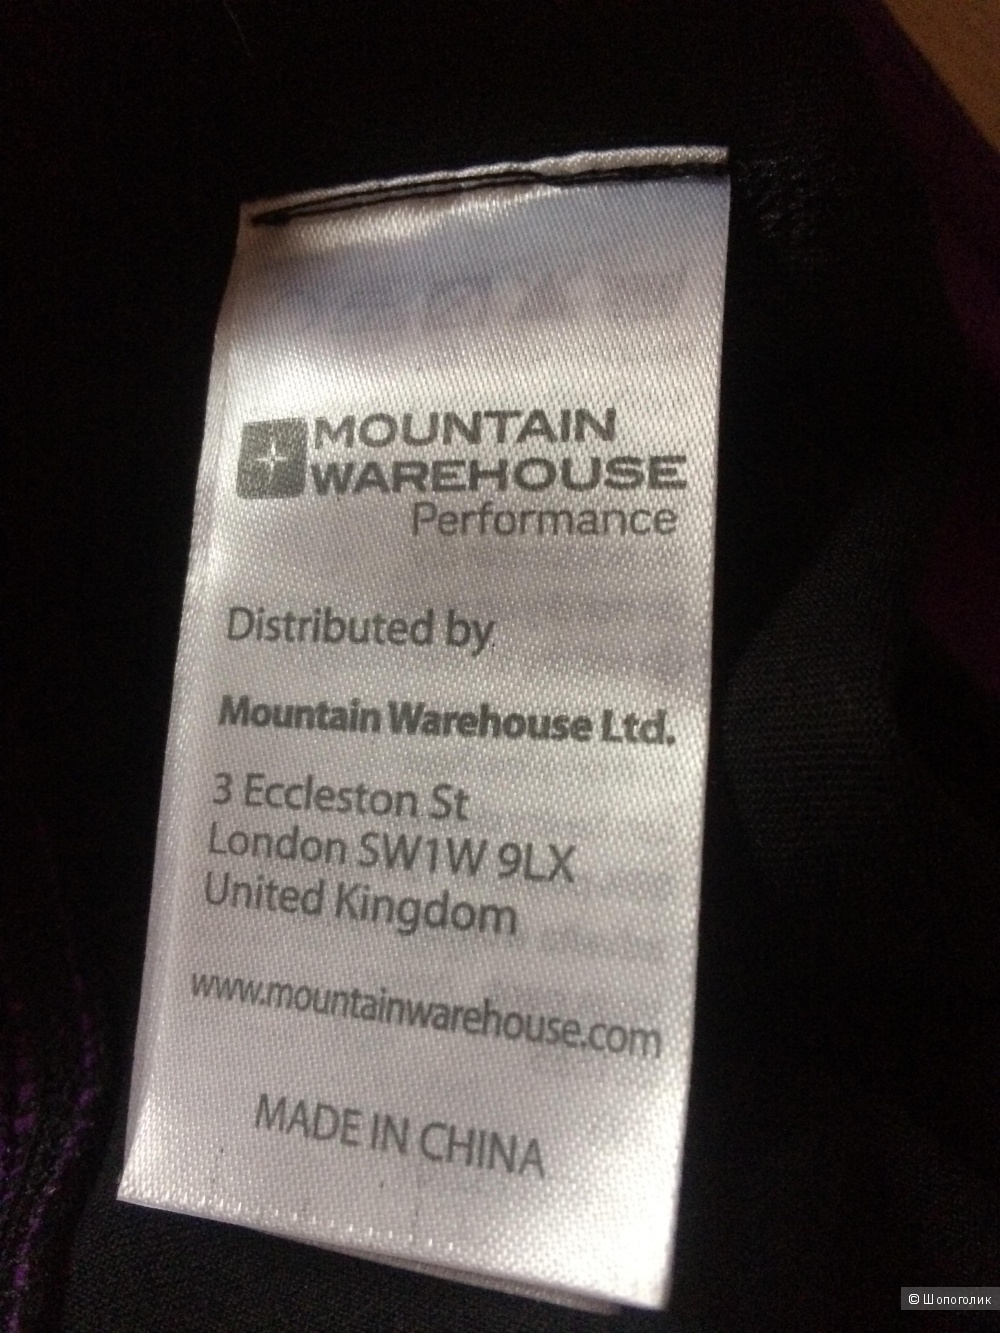 MOUNTAIN
WAREHOUSE
Performance
Distributed by
Mountain Warehouse Ltd.
3 Eccleston St
London SW1W 9LX
United Kingdom
www.mountainwarehouse.com
MADE IN CHINA
© Шопоголик